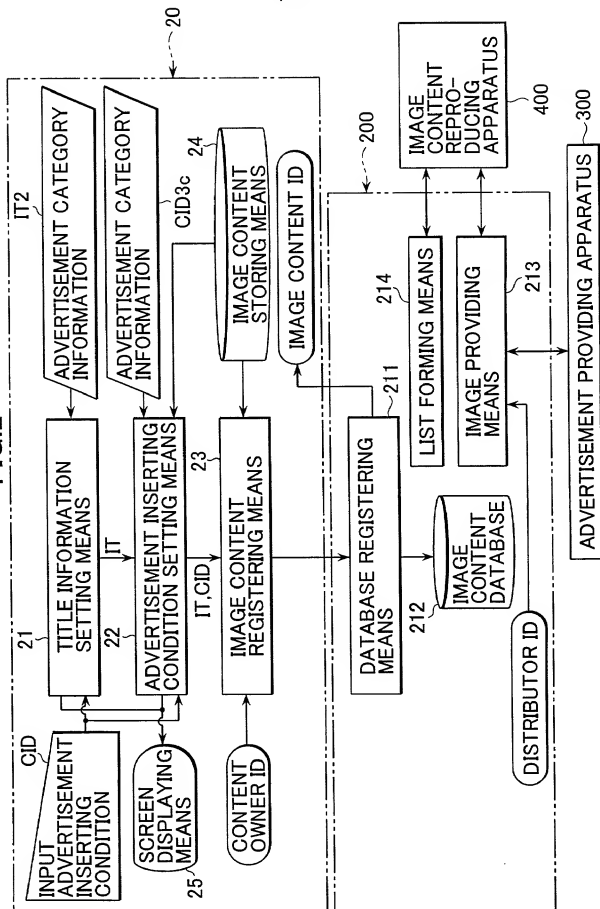 20
IT2
ADVERTISEMENT CATEGORY
INFORMATION
ADVERTISEMENT CATEGORY
INFORMATION
CID3c
24
IMAGE CONTENT
STORING MEANS
IMAGE CONTENT ID
21
TITLE INFORMATION
SETTING MEANS
IT
22
ADVERTISEMENT INSERTING
CONDITION SETTING MEANS
IT,CID
23
IMAGE CONTENT
REGISTERING MEANS
CID
INPUT
ADVERTISEMENT
INSERTING
CONDITION
SCREEN
DISPLAYING
MEANS
25
CONTENT
OWNER ID
200
211
DATABASE REGISTERING
MEANS
212
IMAGE
CONTENT
DATABASE
214
LIST FORMING MEANS
213
IMAGE PROVIDING
MEANS
DISTRIBUTOR ID
IMAGE
CONTENT
REPRO-
DUCING
APPARATUS
400
300
ADVERTISEMENT PROVIDING APPARATUS